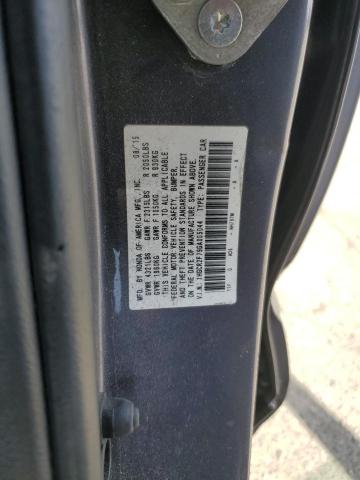 MFD. BY HONDA OF AMERICA MFG., INC. 08/15
GVWR 4321LBS GAWR F 2315LBS R 2050LBS
GVWR 1960KG GAWR F 1050KG R 930KG
THIS VEHICLE CONFORMS TO ALL APPLICABLE
FEDERAL MOTOR VEHICLE SAFETY, BUMPER,
AND THEFT PREVENTION STANDARDS IN EFFECT
ON THE DATE OF MANUFACTURE SHOWN ABOVE.
V.I.N.: TYPE: PASSENGER CAR